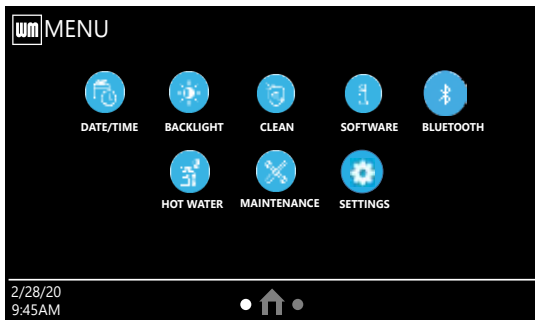 wm MENU
DATE/TIME BACKLIGHT CLEAN SOFTWARE BLUETOOTH
HOT WATER MAINTENANCE SETTINGS
2/28/20
9:45AM